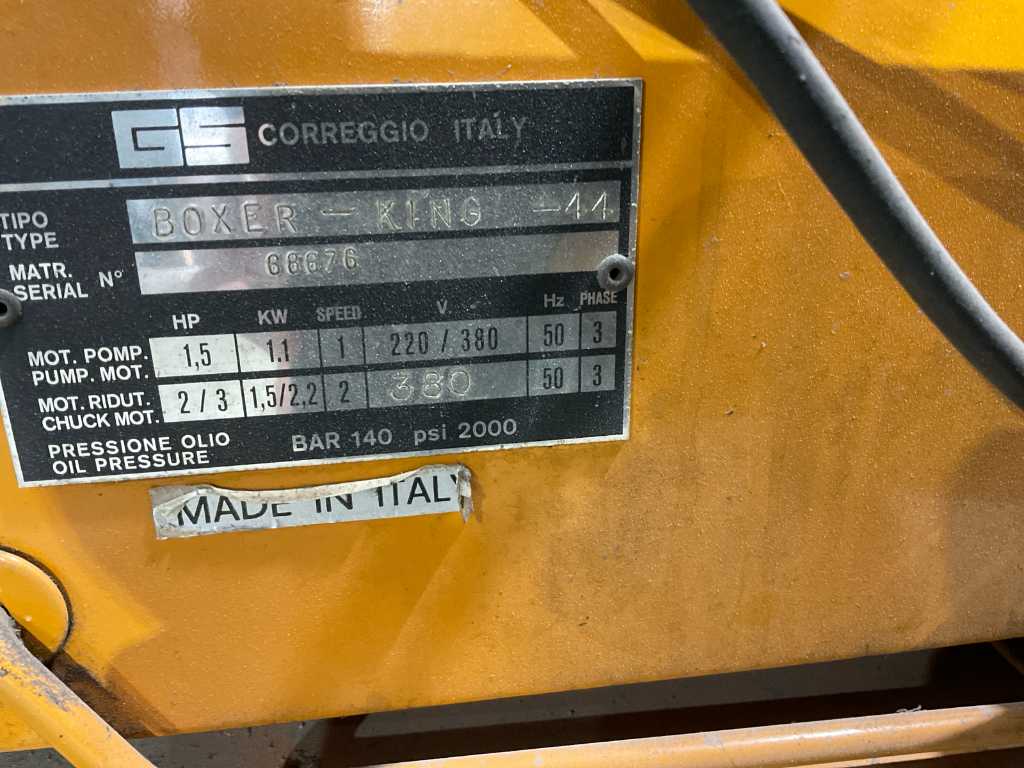 GS CORREGGIO ITALY
TIPO
TYPE
BOXER - KING -44
MATR.
SERIAL N°
68676
HP KW SPEED V. Hz PHASE
MOT. POMP.
PUMP. MOT.
1,5 1.1 1 220 / 380 50 3
MOT. RIDUT.
CHUCK MOT.
2 / 3 1,5/2,2 2 380 50 3
PRESSIONE OLIO
OIL PRESSURE
BAR 140 psi 2000
MADE IN ITALY